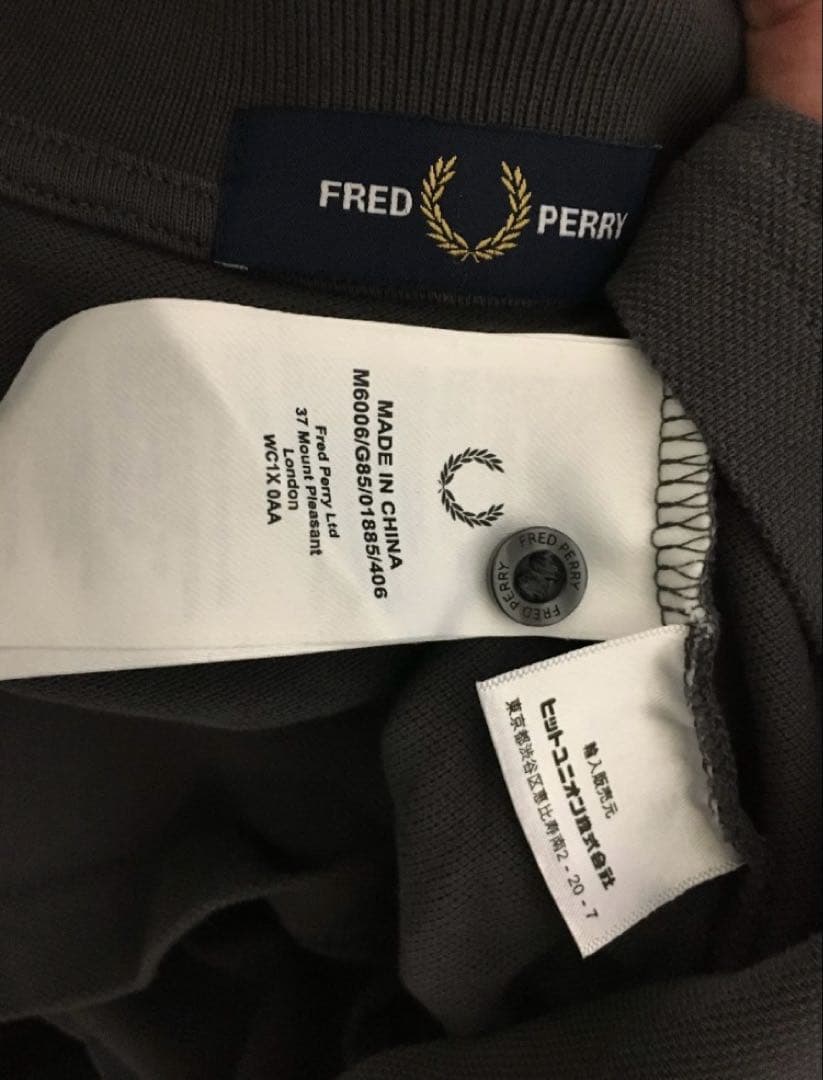 FRED PERRY
MADE IN CHINA
M6006/G85/01885/406
Fred Perry Ltd
37 Mount Pleasant
London
WC1X 0AA
FRED PERRY
FRED PERRY
輸入販売元
ヒットユニオン株式会社
東京都渋谷区恵比寿南2-20-7